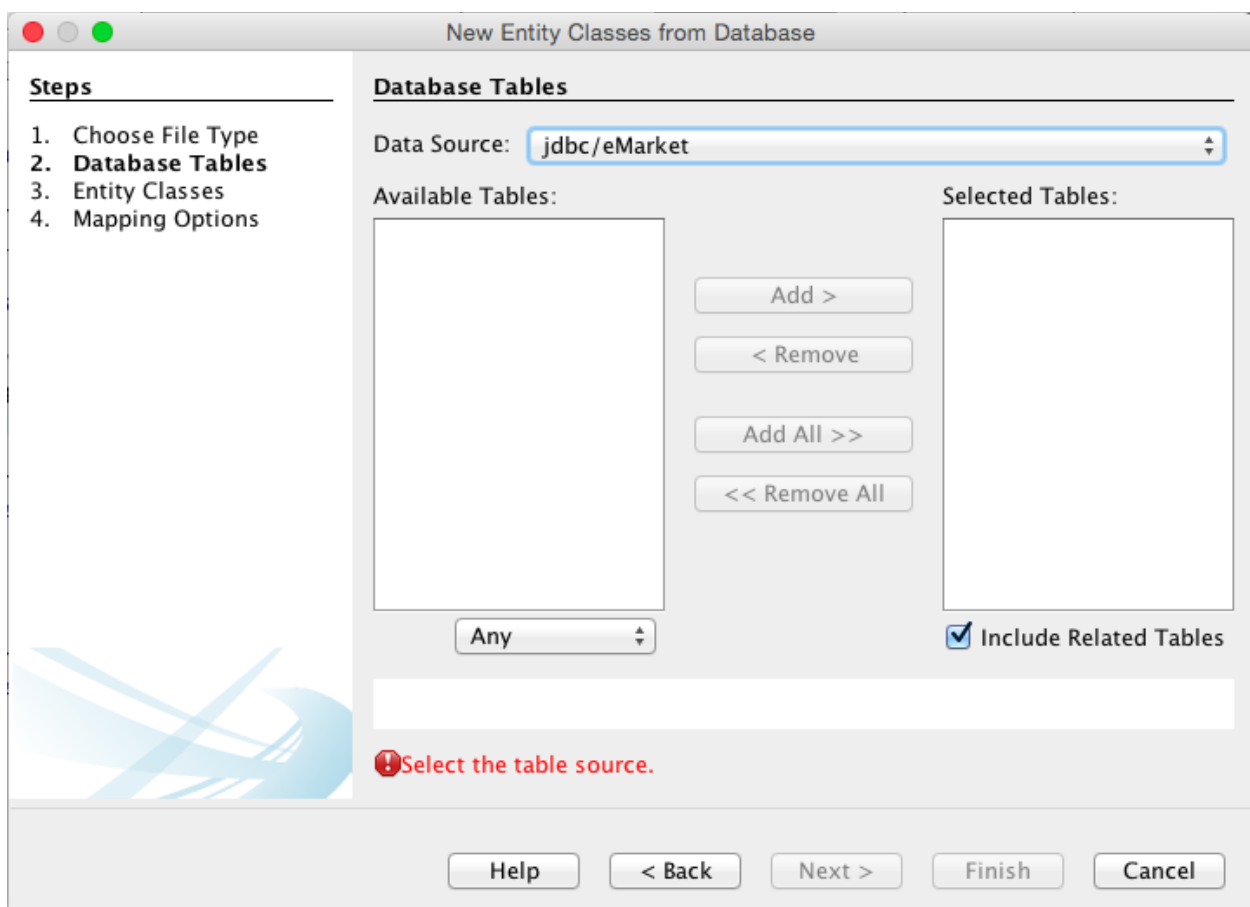 New Entity Classes from Database
Steps
1. Choose File Type
2. Database Tables
3. Entity Classes
4. Mapping Options
Database Tables
Data Source: jdbc/eMarket
Available Tables:
Selected Tables:
Add >
< Remove
Add All >>
<< Remove All
Any
Include Related Tables
Select the table source.
Help
< Back
Next >
Finish
Cancel